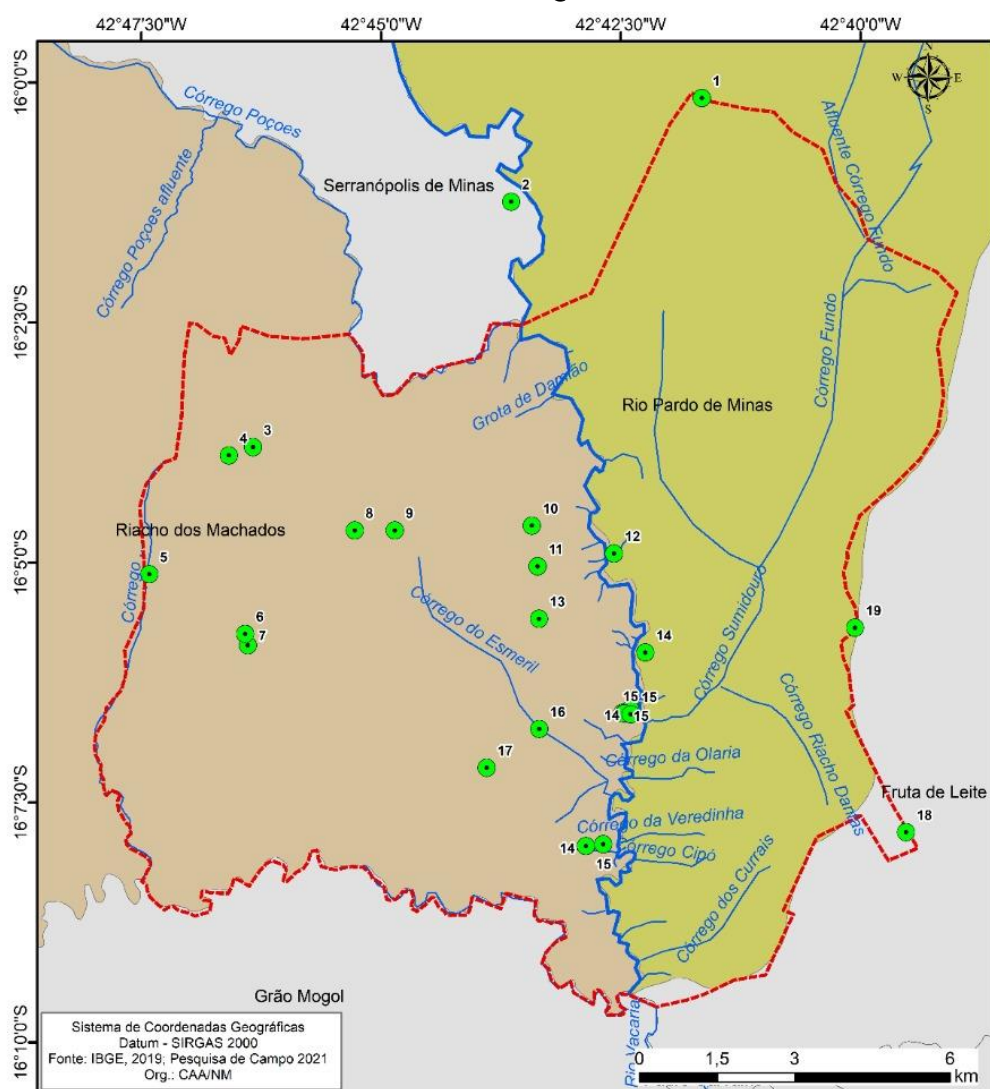 42°47'30"W
42°45'0"W
42°42'30"W
42°40'0"W
16°0'0"S
16°2'30"S
16°5'0"S
16°7'30"S
16°10'0"S
N
W
E
S
1
Córrego Poçoes
Afluente Córrego Fundo
Serranópolis de Minas
2
Córrego Poçoes afluente
Córrego Fundo
Grota de Damião
Rio Pardo de Minas
3
4
Riacho dos Machados
8
9
10
11
12
5
Córrego
13
6
7
14
19
Córrego do Esmeril
Córrego Sumidouro
15
15
14
15
16
Córrego Riacho Dantas
17
Córrego da Olaria
Fruta de Leite
18
Córrego da Veredinha
14
15
Córrego Cipó
Córrego dos Currais
Grão Mogol
Rio Vacaria
Sistema de Coordenadas Geográficas
Datum - SIRGAS 2000
Fonte: IBGE, 2019; Pesquisa de Campo 2021
Org.: CAA/NM
0 1,5 3 6
km